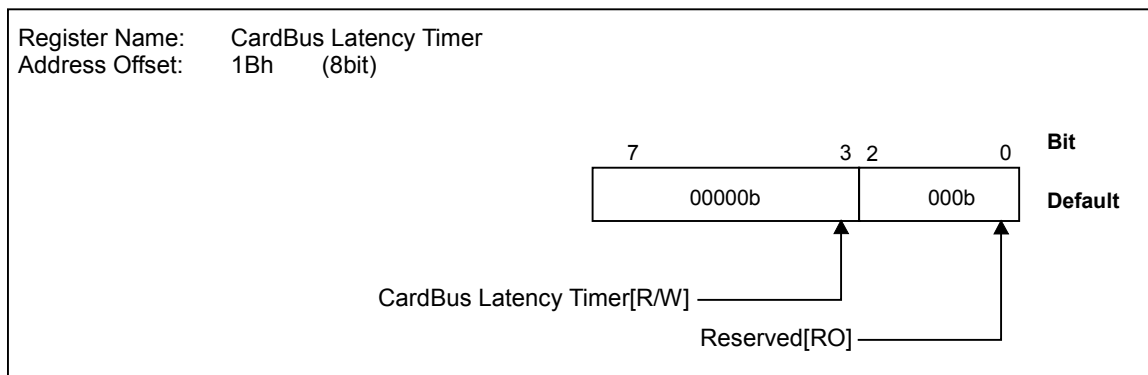 Register Name: CardBus Latency Timer
Address Offset: 1Bh (8bit)
7 3 2 0 Bit
00000b 000b Default
CardBus Latency Timer[R/W]
Reserved[RO]